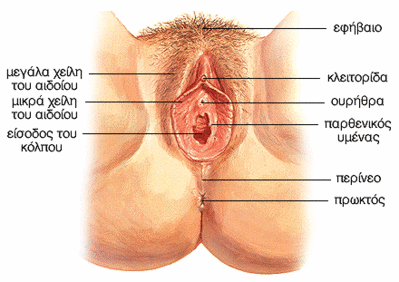 εφήβαιο
μεγάλα χείλη
του αιδοίου
κλειτορίδα
μικρά χείλη
του αιδοίου
ουρήθρα
παρθενικός
υμένας
είσοδος του
κόλπου
περίνεο
πρωκτός